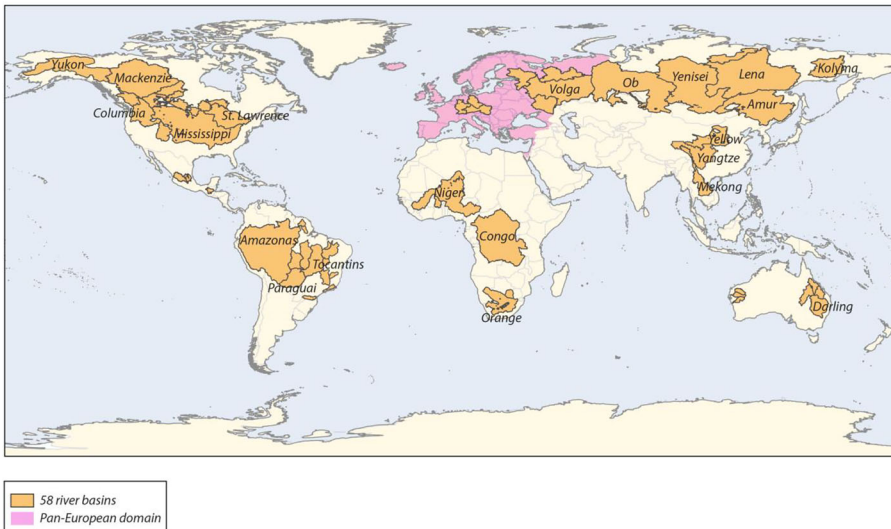 Yukon
Mackenzie
Columbia
St. Lawrence
Mississippi
Volga
Ob
Yenisei
Lena
Kolyma
Amur
Yellow
Yangtze
Mekong
Niger
Congo
Orange
Amazonas
Tocantins
Paraguai
Darling
58 river basins
Pan-European domain